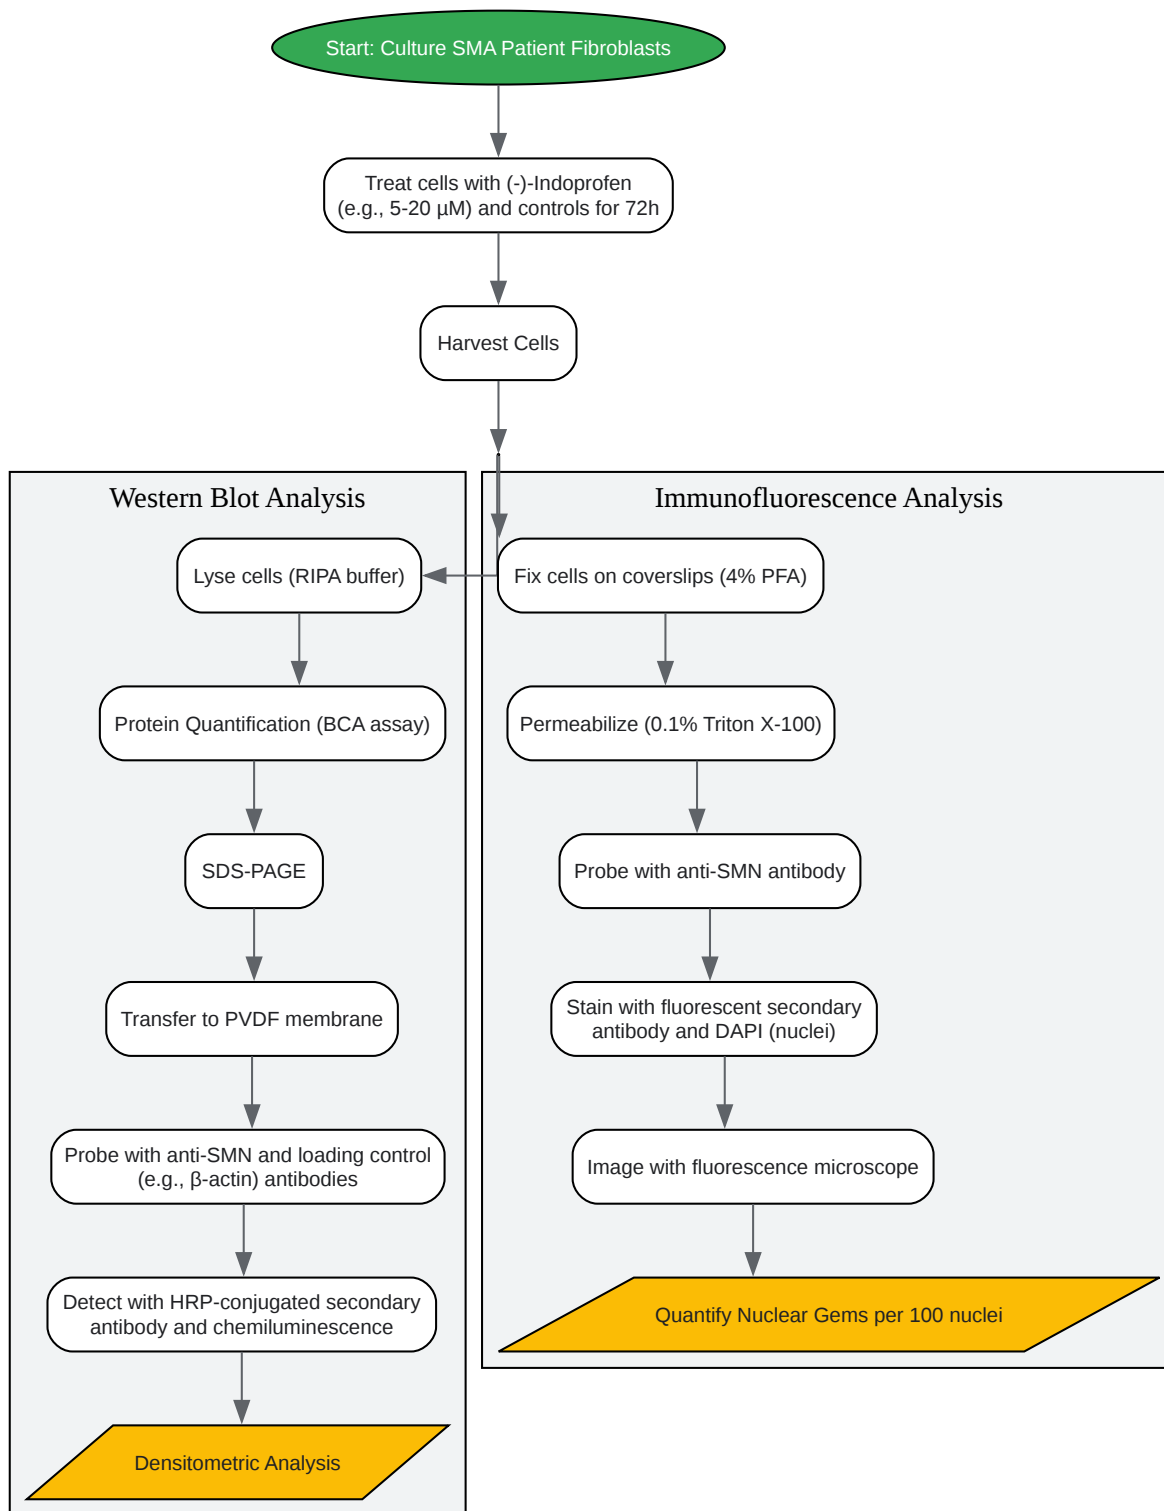 Start: Culture SMA Patient Fibroblasts
Treat cells with (-)-Indoprofen
(e.g., 5-20 µM) and controls for 72h
Harvest Cells
Western Blot Analysis
Lyse cells (RIPA buffer)
Protein Quantification (BCA assay)
SDS-PAGE
Transfer to PVDF membrane
Probe with anti-SMN and loading control
(e.g., β-actin) antibodies
Detect with HRP-conjugated secondary
antibody and chemiluminescence
Densitometric Analysis
Immunofluorescence Analysis
Fix cells on coverslips (4% PFA)
Permeabilize (0.1% Triton X-100)
Probe with anti-SMN antibody
Stain with fluorescent secondary
antibody and DAPI (nuclei)
Image with fluorescence microscope
Quantify Nuclear Gems per 100 nuclei